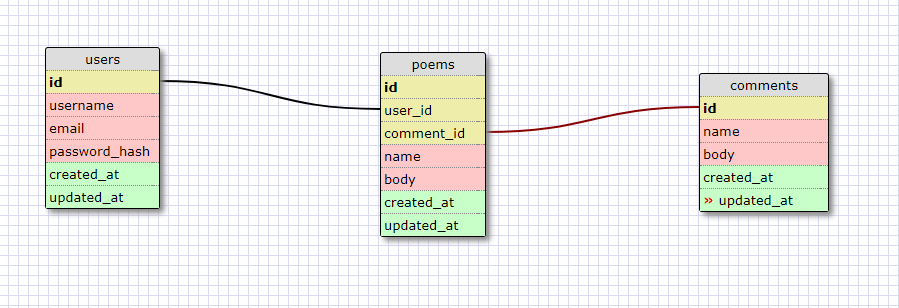 users
id
username
email
password_hash
created_at
updated_at
poems
id
user_id
comment_id
name
body
created_at
updated_at
comments
id
name
body
created_at
» updated_at